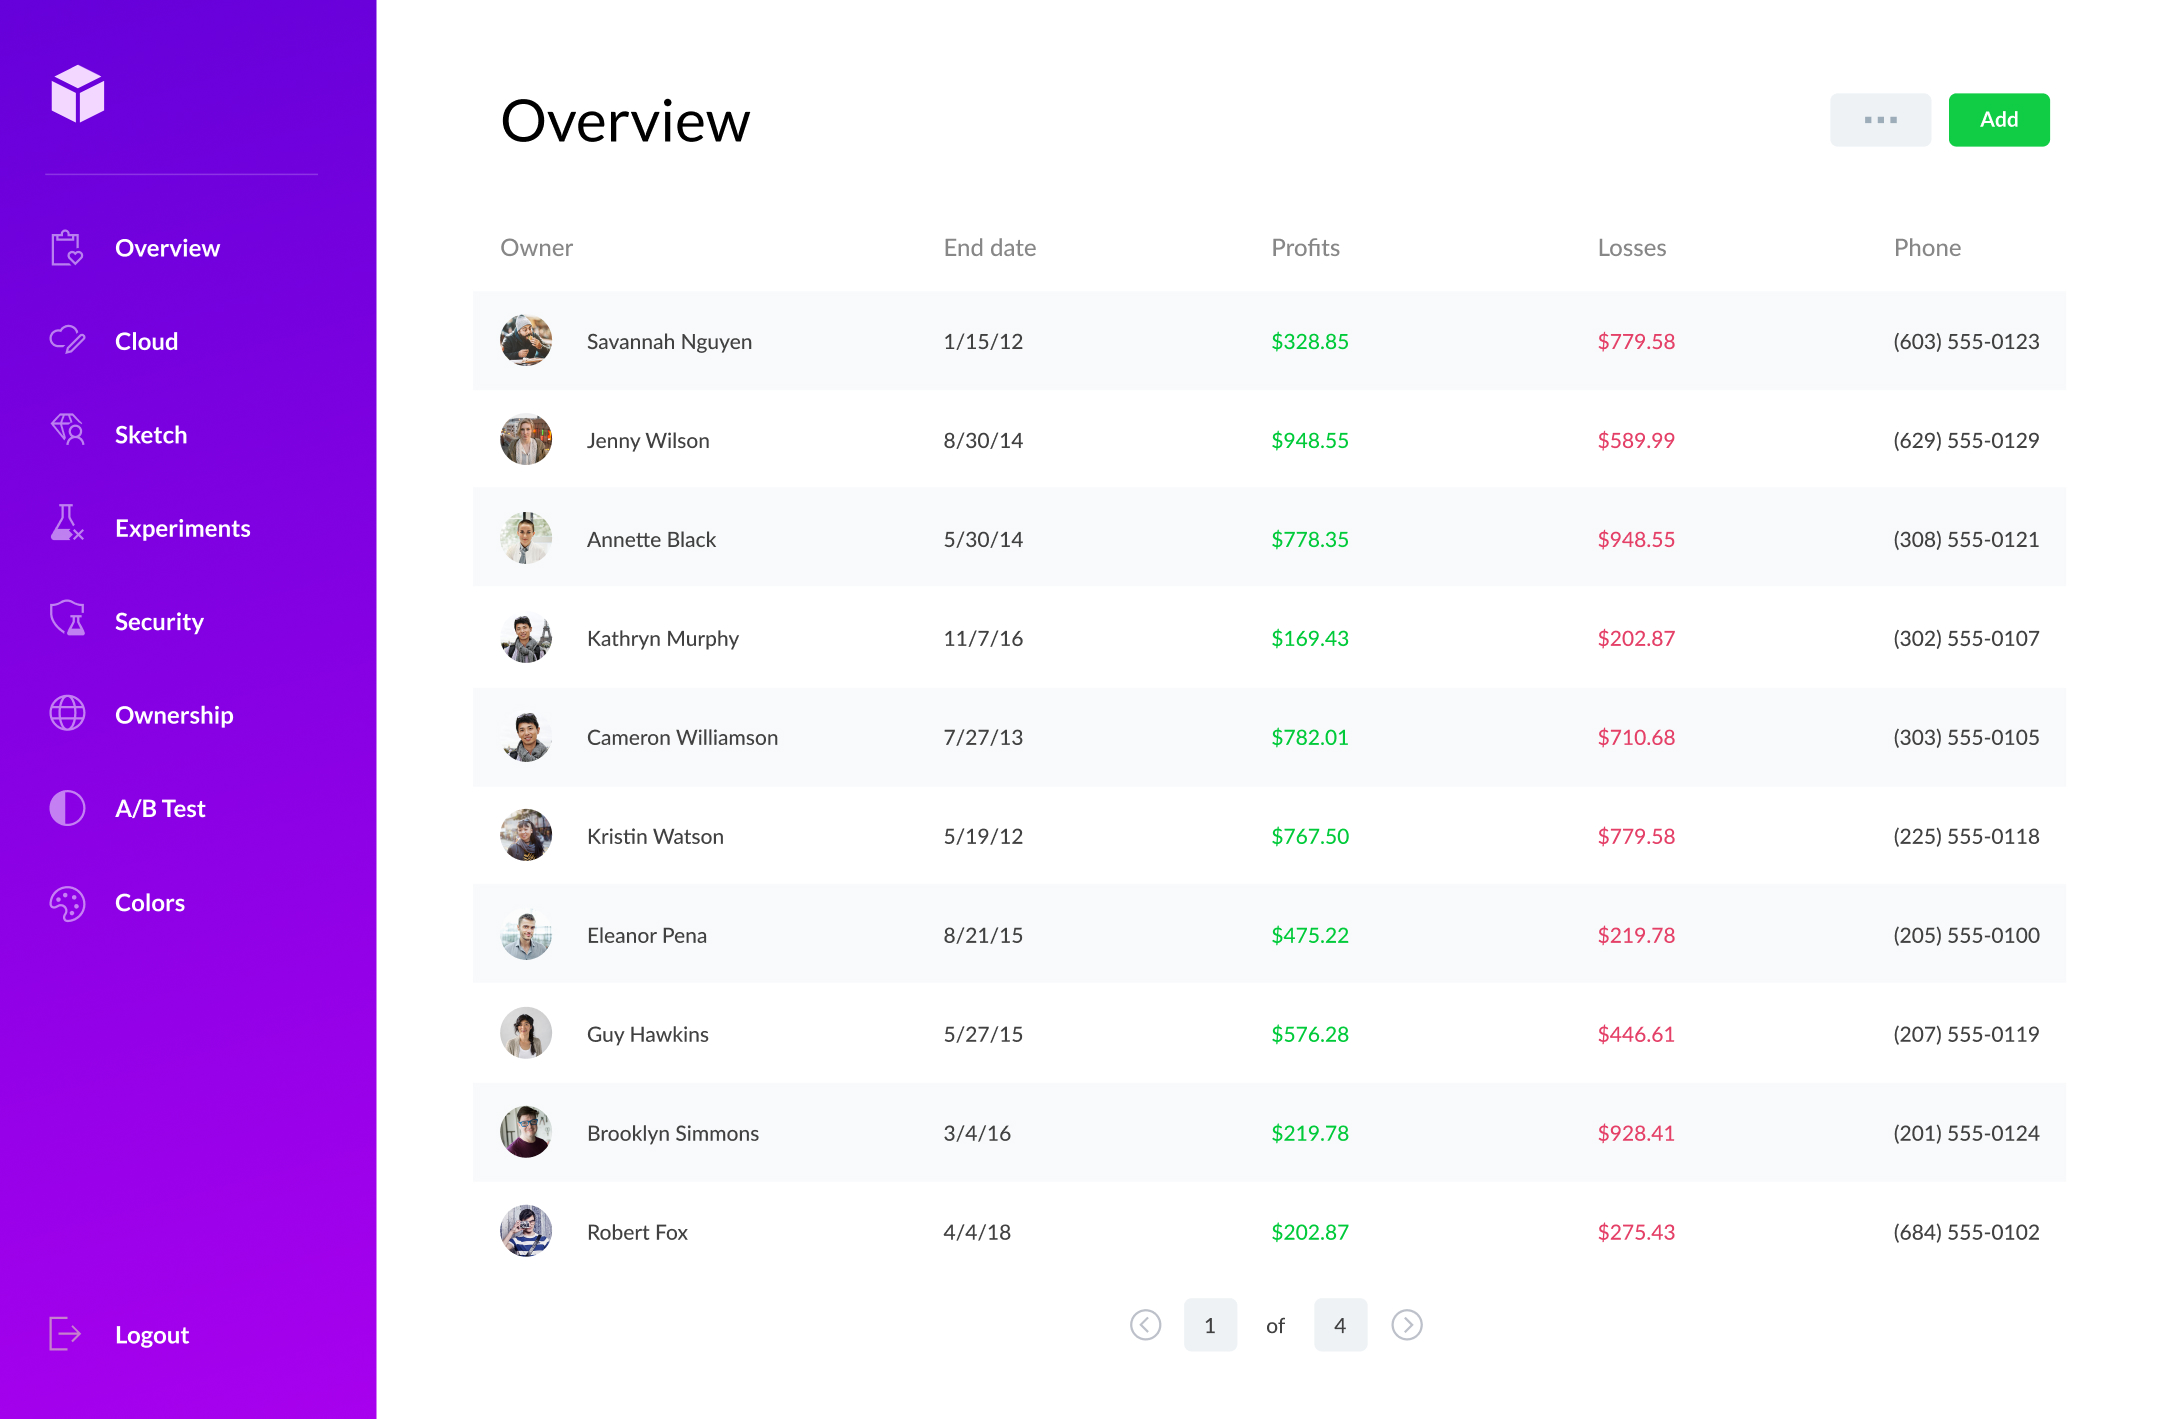 Overview
Cloud
Sketch
Experiments
Security
Ownership
A/B Test
Colors
Logout
Overview
... Add
Owner End date Profits Losses Phone
Savannah Nguyen 1/15/12 $328.85 $779.58 (603) 555-0123
Jenny Wilson 8/30/14 $948.55 $589.99 (629) 555-0129
Annette Black 5/30/14 $778.35 $948.55 (308) 555-0121
Kathryn Murphy 11/7/16 $169.43 $202.87 (302) 555-0107
Cameron Williamson 7/27/13 $782.01 $710.68 (303) 555-0105
Kristin Watson 5/19/12 $767.50 $779.58 (225) 555-0118
Eleanor Pena 8/21/15 $475.22 $219.78 (205) 555-0100
Guy Hawkins 5/27/15 $576.28 $446.61 (207) 555-0119
Brooklyn Simmons 3/4/16 $219.78 $928.41 (201) 555-0124
Robert Fox 4/4/18 $202.87 $275.43 (684) 555-0102
1 of 4